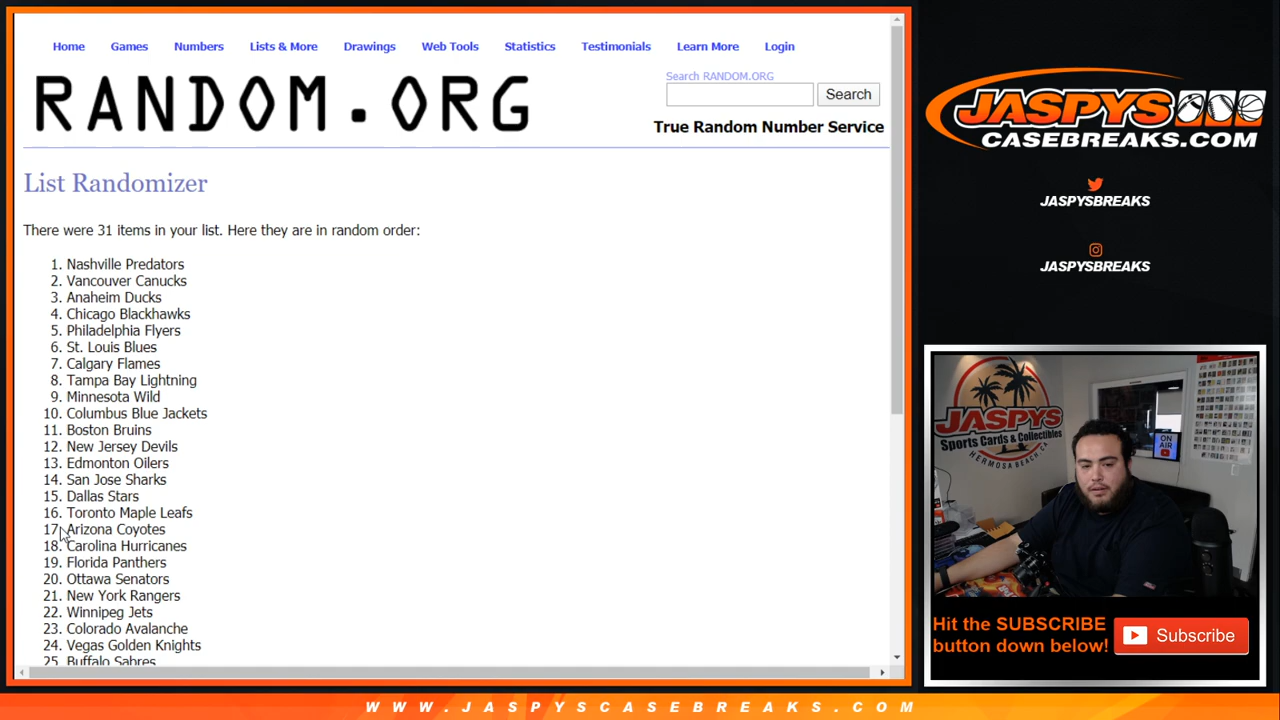 Home Games Numbers Lists & More Drawings Web Tools Statistics Testimonials Learn More Login
RANDOM.ORG
Search RANDOM.ORG
Search
True Random Number Service
List Randomizer
There were 31 items in your list. Here they are in random order:
1. Nashville Predators
2. Vancouver Canucks
3. Anaheim Ducks
4. Chicago Blackhawks
5. Philadelphia Flyers
6. St. Louis Blues
7. Calgary Flames
8. Tampa Bay Lightning
9. Minnesota Wild
10. Columbus Blue Jackets
11. Boston Bruins
12. New Jersey Devils
13. Edmonton Oilers
14. San Jose Sharks
15. Dallas Stars
16. Toronto Maple Leafs
17. Arizona Coyotes
18. Carolina Hurricanes
19. Florida Panthers
20. Ottawa Senators
21. New York Rangers
22. Winnipeg Jets
23. Colorado Avalanche
24. Vegas Golden Knights
25. Buffalo Sabres
JASPYS
CASEBREAKS.COM
JASPYSBREAKS
JASPYSBREAKS
JASPYS
Sports Cards & Collectibles
HERMOSA BEACH, CA
ON
AIR
Hit the SUBSCRIBE
button down below!
Subscribe
WWW.JASPYSCASEBREAKS.COM